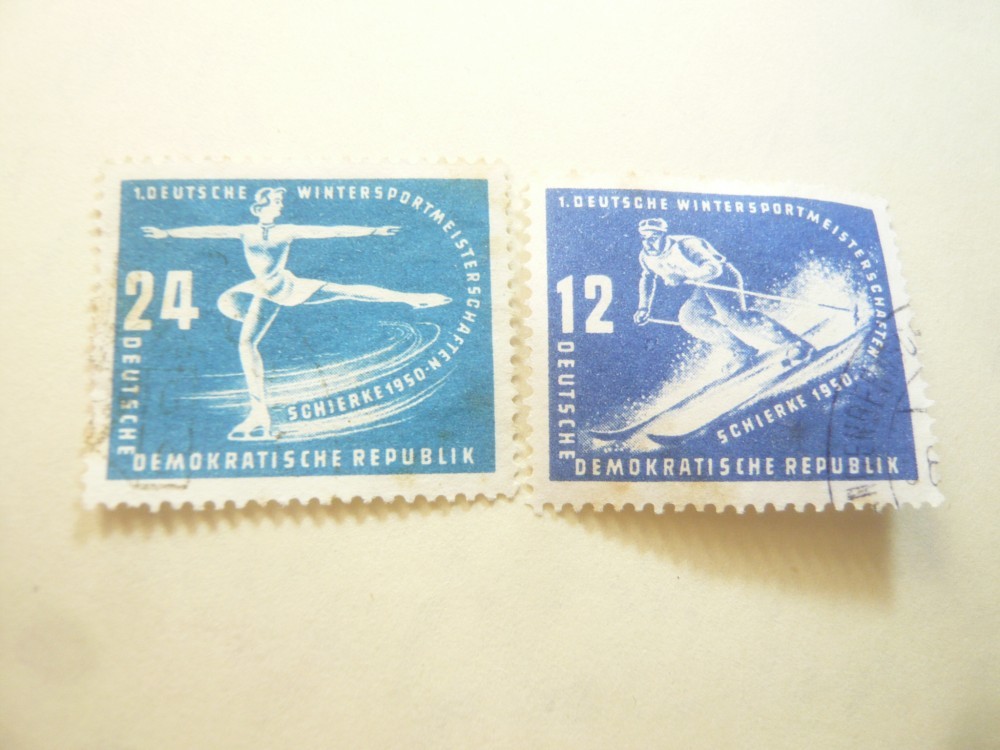 1. DEUTSCHE WINTERSPORTMEISTERSCHAFTEN
SCHIERKE 1950
24
DEUTSCHE
DEMOKRATISCHE REPUBLIK
1. DEUTSCHE WINTERSPORTMEISTERSCHAFTEN
SCHIERKE 1950
12
DEUTSCHE
DEMOKRATISCHE REPUBLIK